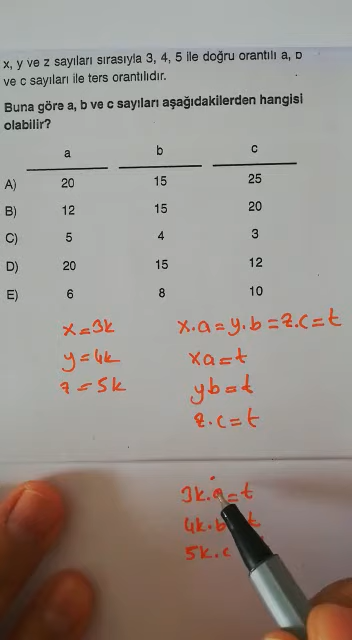 x, y ve z sayıları sırasıyla 3, 4, 5 ile doğru orantılı a, b
ve c sayıları ile ters orantılıdır.
Buna göre a, b ve c sayıları aşağıdakilerden hangisi
olabilir?
a b c
A) 20 15 25
B) 12 15 20
C) 5 4 3
D) 20 15 12
E) 6 8 10
x=3k x.a=y.b=z.c=t
y=4k xa=t
z=5k yb=t
z.c=t
3k.a=t
4k.b t
5k.c